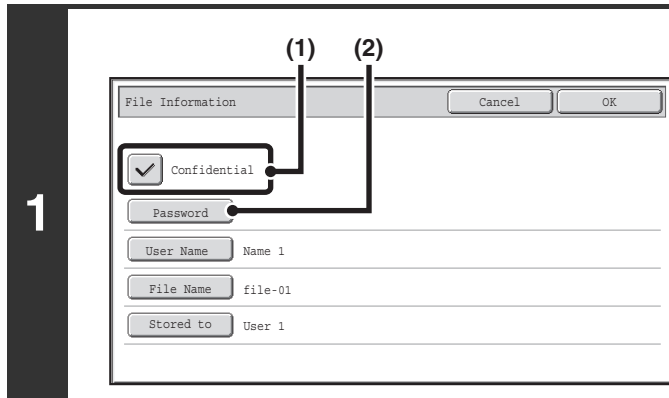 (1) (2)
File Information Cancel OK
Confidential
1
Password
User Name Name 1
File Name file-01
Stored to User 1